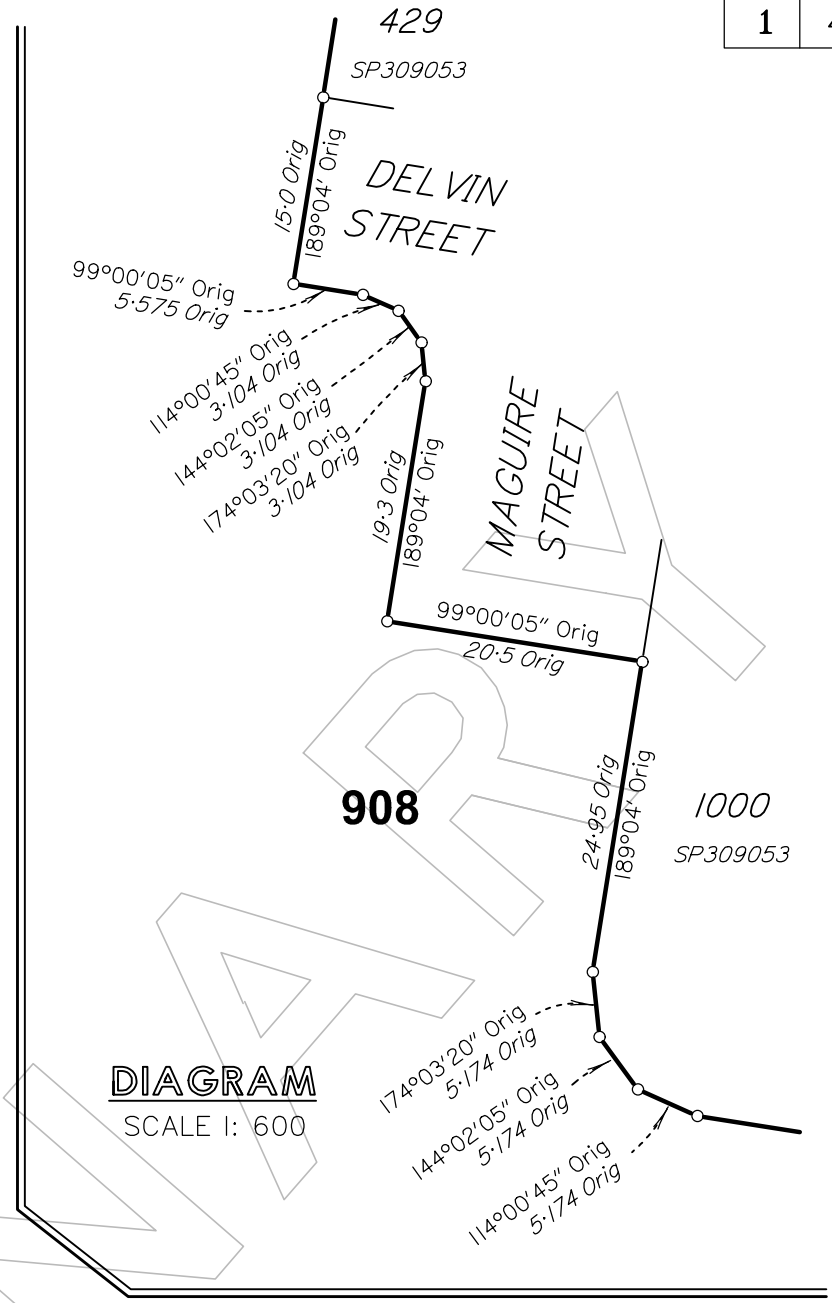 429
SP309053
1 4
15·0 Orig
189°04' Orig
DELVIN
STREET
99°00'05" Orig
5·575 Orig
114°00'45" Orig
3·104 Orig
144°02'05" Orig
3·104 Orig
174°03'20" Orig
3·104 Orig
19·3 Orig
189°04' Orig
MAGUIRE
STREET
99°00'05" Orig
20·5 Orig
908
24·95 Orig
189°04' Orig
1000
SP309053
174°03'20" Orig
5·174 Orig
144°02'05" Orig
5·174 Orig
114°00'45" Orig
5·174 Orig
DIAGRAM
SCALE 1: 600
ARY